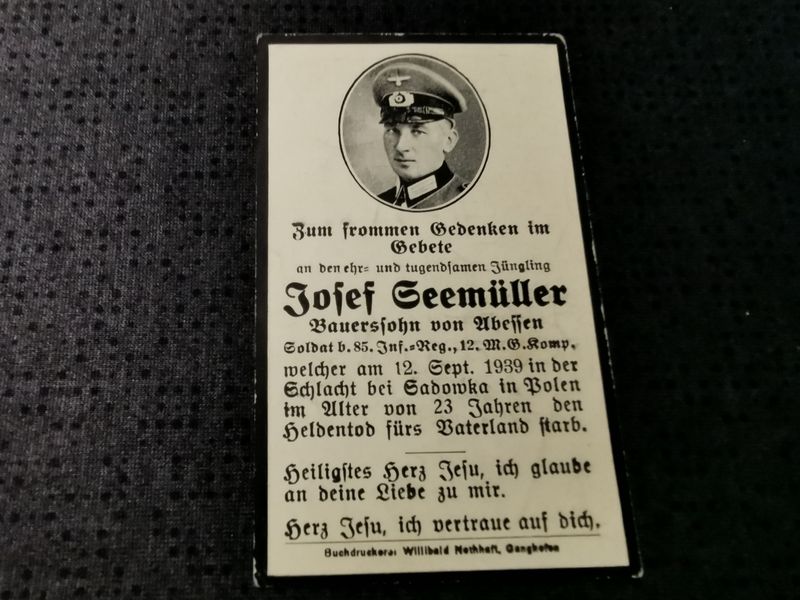 Zum frommen Gedenken im
Gebete
an den ehr= und tugendsamen Jüngling
Josef Seemüller
Bauerssohn von Abessen
Soldat b. 85. Inf.=Reg., 12. M.G.Komp.
welcher am 12. Sept. 1939 in der
Schlacht bei Sadowka in Polen
im Alter von 23 Jahren den
Heldentod fürs Vaterland starb.
Heiligstes Herz Jesu, ich glaube
an deine Liebe zu mir.
Herz Jesu, ich vertraue auf dich.
Buchdruckerei Willibald Nothhaft, Gangkofen